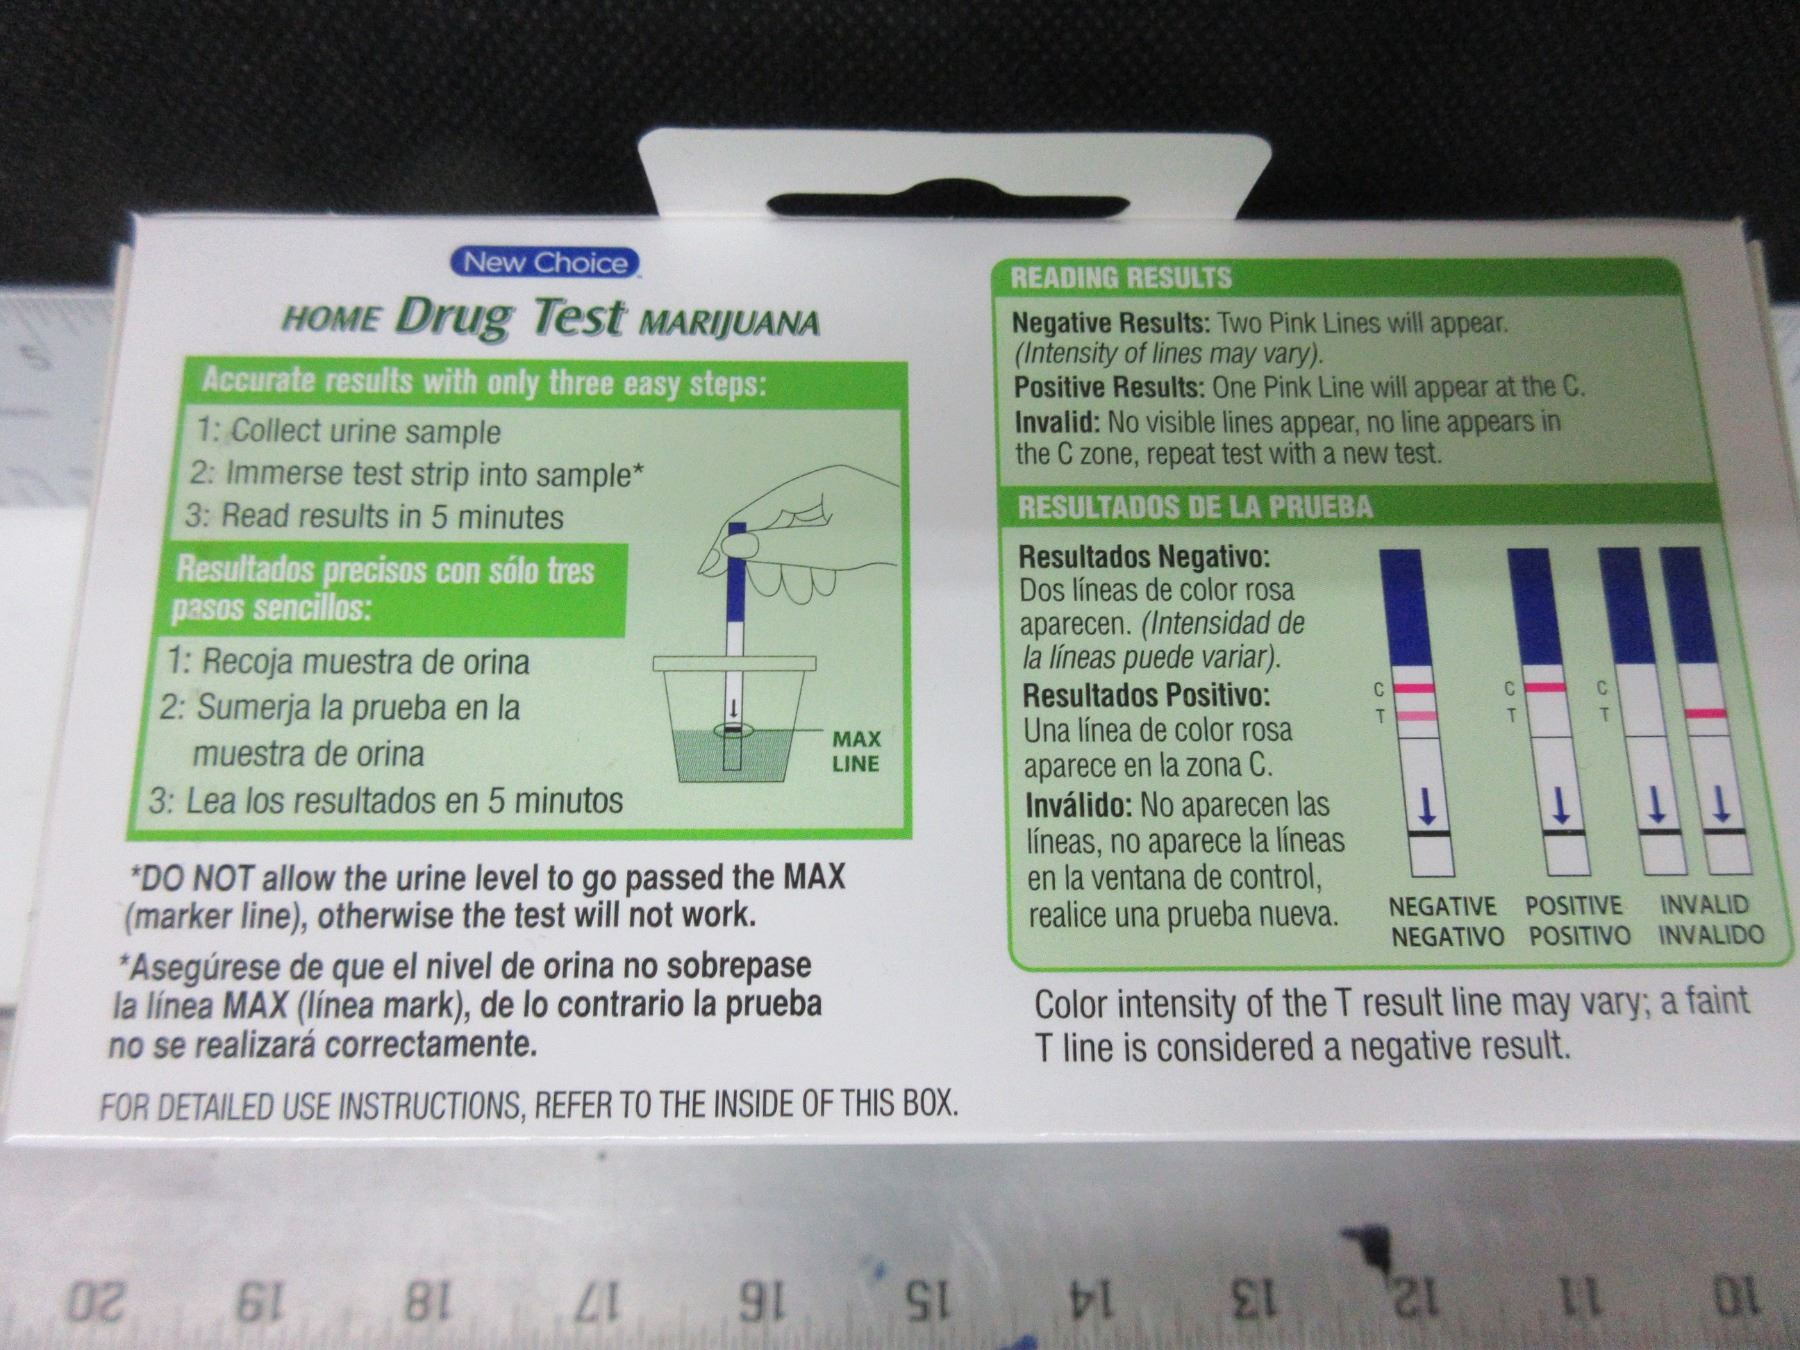 New Choice
HOME Drug Test MARIJUANA
Accurate results with only three easy steps:
1: Collect urine sample
2: Immerse test strip into sample*
3: Read results in 5 minutes
Resultados precisos con sólo tres
pasos sencillos:
1: Recoja muestra de orina
2: Sumerja la prueba en la
muestra de orina
3: Lea los resultados en 5 minutos
MAX
LINE
*DO NOT allow the urine level to go passed the MAX
(marker line), otherwise the test will not work.
*Asegúrese de que el nivel de orina no sobrepase
la línea MAX (línea mark), de lo contrario la prueba
no se realizará correctamente.
FOR DETAILED USE INSTRUCTIONS, REFER TO THE INSIDE OF THIS BOX.
READING RESULTS
Negative Results: Two Pink Lines will appear.
(Intensity of lines may vary).
Positive Results: One Pink Line will appear at the C.
Invalid: No visible lines appear, no line appears in
the C zone, repeat test with a new test.
RESULTADOS DE LA PRUEBA
Resultados Negativo:
Dos líneas de color rosa
aparecen. (Intensidad de
la líneas puede variar).
Resultados Positivo:
Una línea de color rosa
aparece en la zona C.
Inválido: No aparecen las
líneas, no aparece la líneas
en la ventana de control,
realice una prueba nueva.
C C C
T T T
NEGATIVE POSITIVE INVALID
NEGATIVO POSITIVO INVALIDO
Color intensity of the T result line may vary; a faint
T line is considered a negative result.
20 19 18 17 16 15 14 13 12 11 10